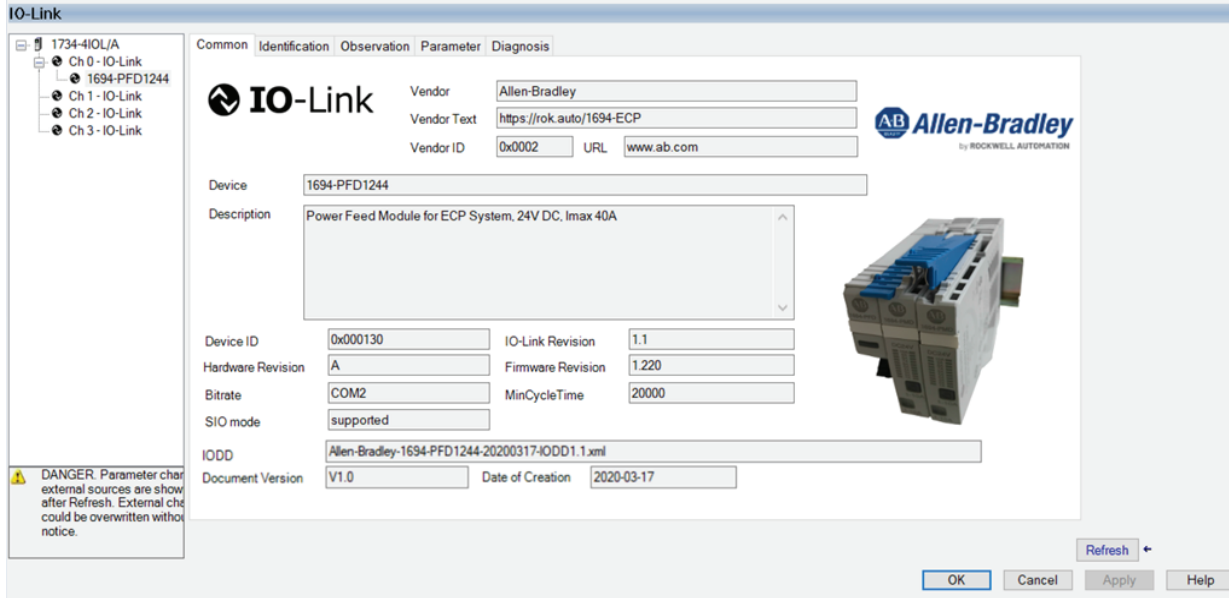 IO-Link
1734-4IOL/A
Ch 0 - IO-Link
1694-PFD1244
Ch 1 - IO-Link
Ch 2 - IO-Link
Ch 3 - IO-Link
DANGER. Parameter char
external sources are show
after Refresh. External cha
could be overwritten withou
notice.
Common Identification Observation Parameter Diagnosis
IO-Link
Vendor Allen-Bradley
Vendor Text https://rok.auto/1694-ECP
Vendor ID 0x0002 URL www.ab.com
AB Allen-Bradley
by ROCKWELL AUTOMATION
Device 1694-PFD1244
Description Power Feed Module for ECP System, 24V DC, Imax 40A
Device ID 0x000130 IO-Link Revision 1.1
Hardware Revision A Firmware Revision 1.220
Bitrate COM2 MinCycleTime 20000
SIO mode supported
IODD Allen-Bradley-1694-PFD1244-20200317-IODD1.1.xml
Document Version V1.0 Date of Creation 2020-03-17
Refresh
OK Cancel Apply Help